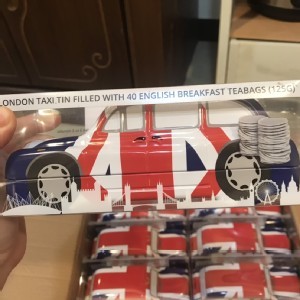 LONDON TAXI TIN FILLED WITH 40 ENGLISH BREAKFAST TEABAGS (125G)